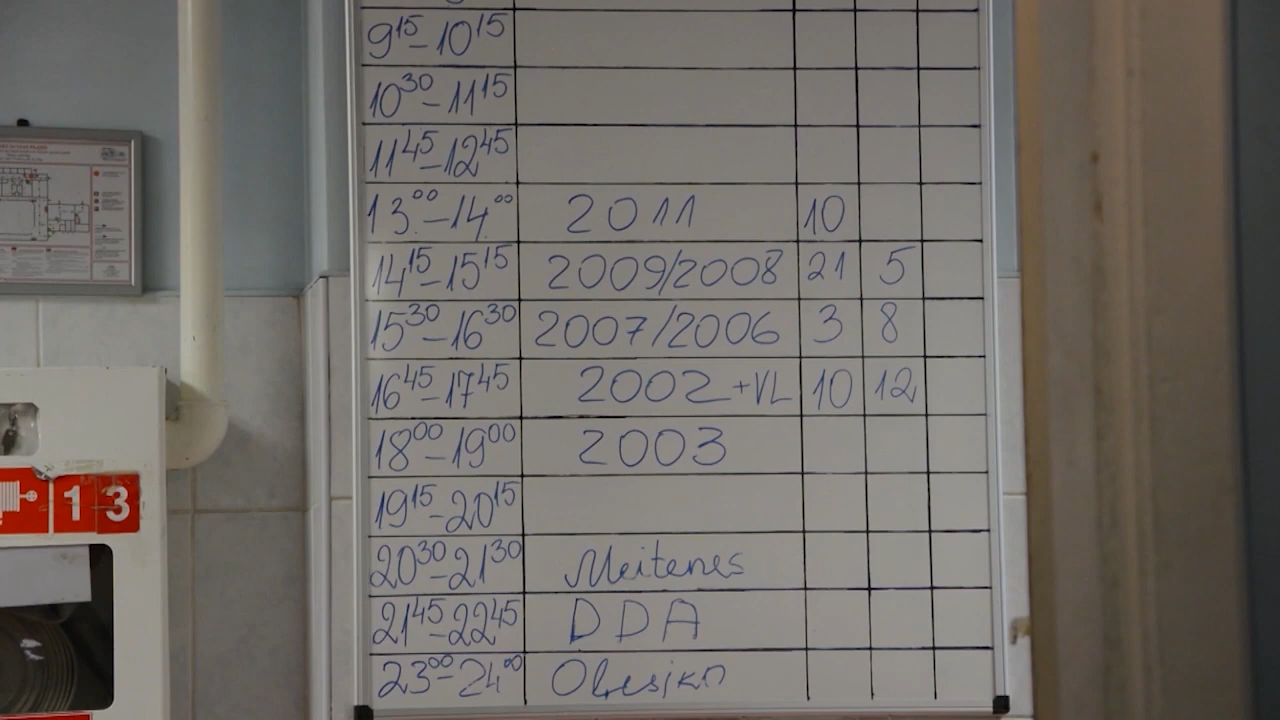 9¹⁵-10¹⁵
10³⁰-11¹⁵
11⁴⁵-12⁴⁵
13⁰⁰-14⁰⁰ 2011 10
14¹⁵-15¹⁵ 2009/2008 21 5
15³⁰-16³⁰ 2007/2006 3 8
16⁴⁵-17⁴⁵ 2002+VL 10 12
18⁰⁰-19⁰⁰ 2003
19¹⁵-20¹⁵
20³⁰-21³⁰ Meitenes
21⁴⁵-22⁴⁵ DDA
23⁰⁰-24⁰⁰
13